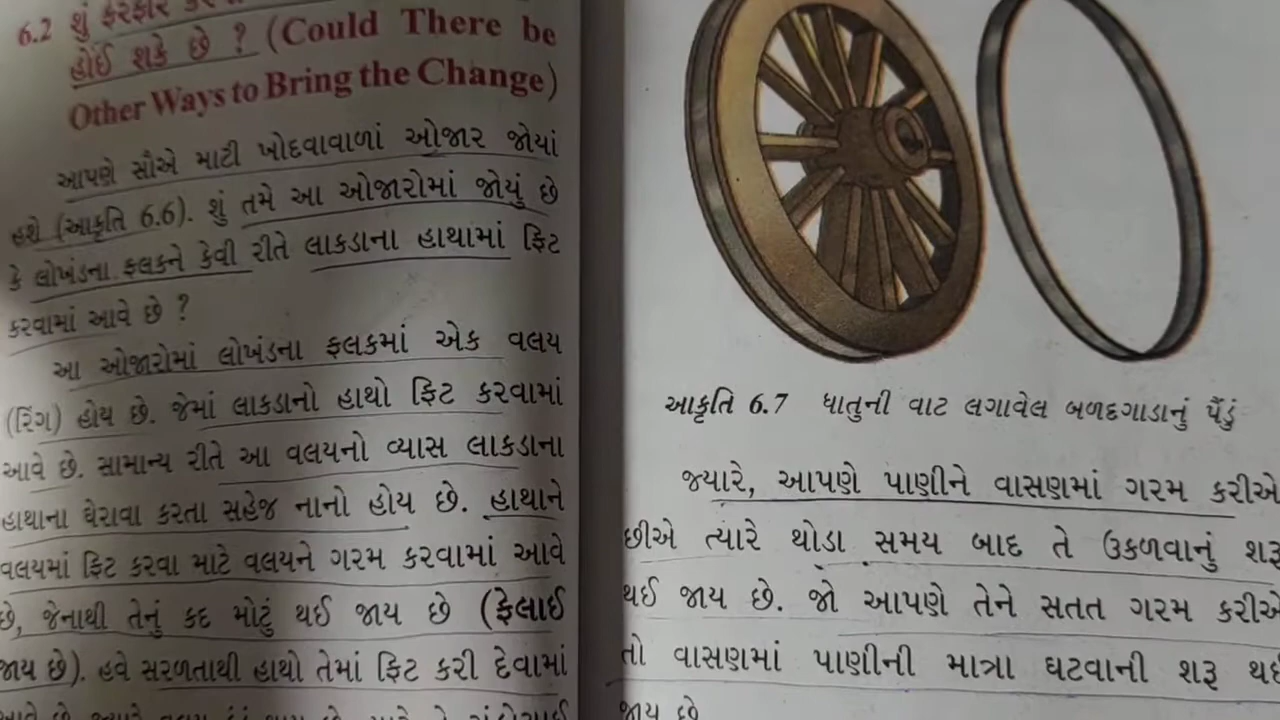 6.2 શું ફેરફાર
હોઈ શકે છે ? (Could There be
Other Ways to Bring the Change)
આપણે સૌએ માટી ખોદવાવાળાં ઓજાર જોયાં
હશે (આકૃતિ 6.6). શું તમે આ ઓજારોમાં જોયું છે
કે લોખંડના ફલકને કેવી રીતે લાકડાના હાથામાં ફિટ
કરવામાં આવે છે ?
આ ઓજારોમાં લોખંડના ફલકમાં એક વલય
(રિંગ) હોય છે. જેમાં લાકડાનો હાથો ફિટ કરવામાં
આવે છે. સામાન્ય રીતે આ વલયનો વ્યાસ લાકડાના
હાથાના ઘેરાવા કરતા સહેજ નાનો હોય છે. હાથાને
વલયમાં ફિટ કરવા માટે વલયને ગરમ કરવામાં આવે
છે, જેનાથી તેનું કદ મોટું થઈ જાય છે (ફેલાઈ
જાય છે). હવે સરળતાથી હાથો તેમાં ફિટ કરી દેવામાં
આકૃતિ 6.7 ધાતુની વાટ લગાવેલ બળદગાડાનું પૈંડું
જ્યારે, આપણે પાણીને વાસણમાં ગરમ કરીએ
છીએ ત્યારે થોડા સમય બાદ તે ઉકળવાનું શરૂ
થઈ જાય છે. જો આપણે તેને સતત ગરમ કરીએ
તો વાસણમાં પાણીની માત્રા ઘટવાની શરૂ થઈ
જાય છે.